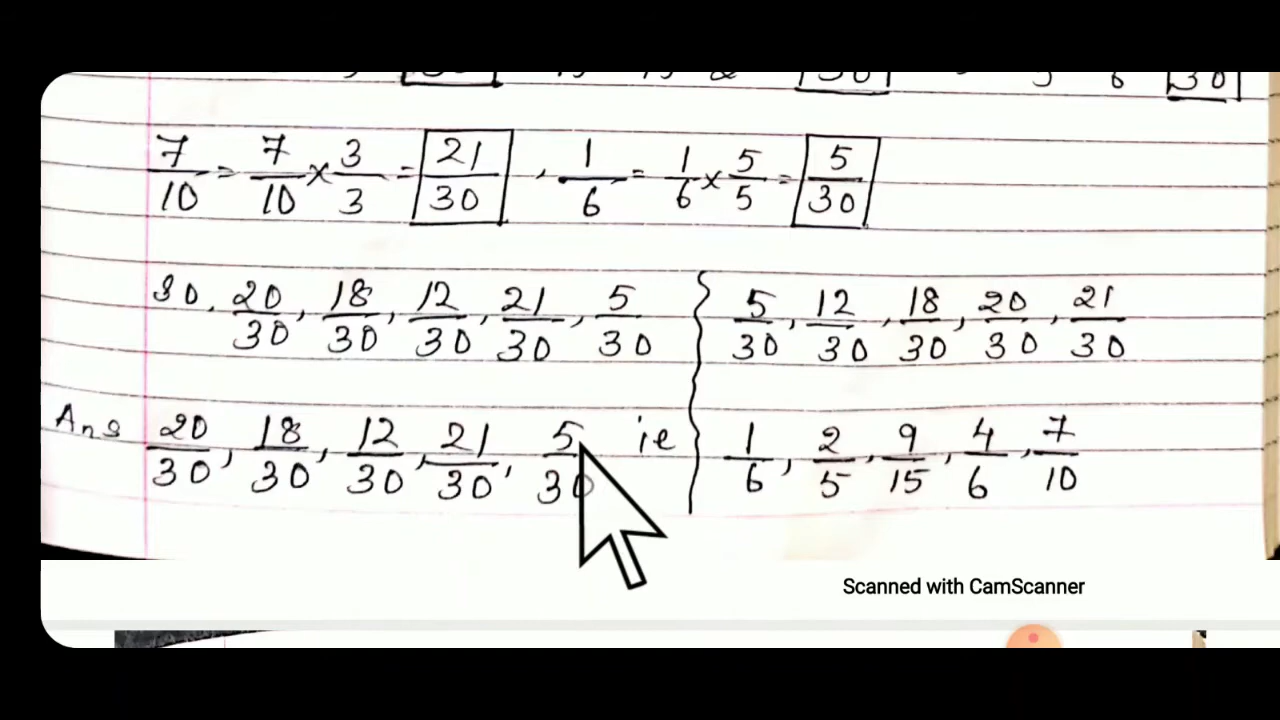 7/10 = 7/10 × 3/3 = 21/30 , 1/6 = 1/6 × 5/5 = 5/30
30. 20/30, 18/30, 12/30, 21/30, 5/30
Ans 20/30, 18/30, 12/30, 21/30, 5/30 ie
5/30, 12/30, 18/30, 20/30, 21/30
1/6, 2/5, 9/15, 4/6, 7/10
Scanned with CamScanner